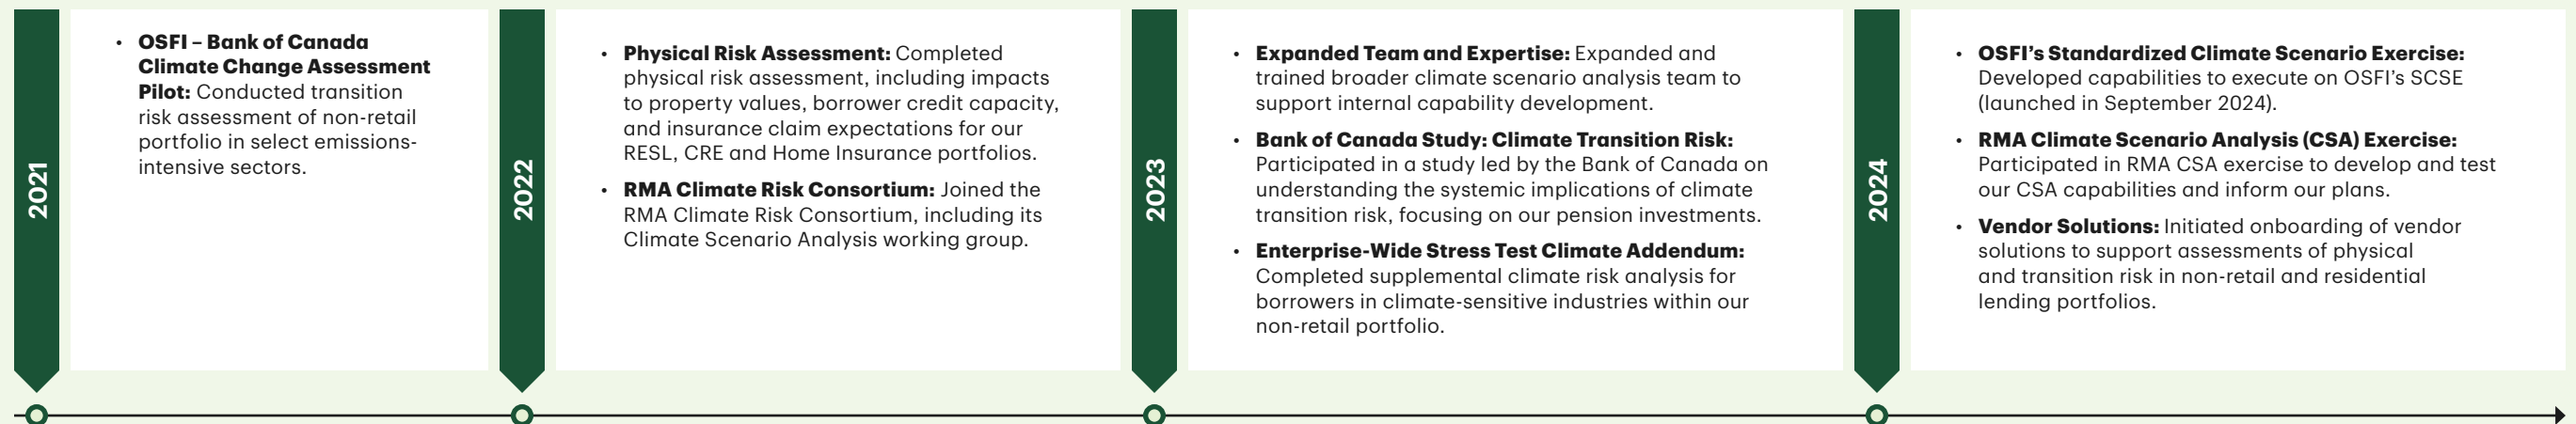 2021
• OSFI – Bank of Canada
Climate Change Assessment
Pilot: Conducted transition
risk assessment of non-retail
portfolio in select emissions-
intensive sectors.
2022
• Physical Risk Assessment: Completed
physical risk assessment, including impacts
to property values, borrower credit capacity,
and insurance claim expectations for our
RESL, CRE and Home Insurance portfolios.
• RMA Climate Risk Consortium: Joined the
RMA Climate Risk Consortium, including its
Climate Scenario Analysis working group.
2023
• Expanded Team and Expertise: Expanded and
trained broader climate scenario analysis team to
support internal capability development.
• Bank of Canada Study: Climate Transition Risk:
Participated in a study led by the Bank of Canada on
understanding the systemic implications of climate
transition risk, focusing on our pension investments.
• Enterprise-Wide Stress Test Climate Addendum:
Completed supplemental climate risk analysis for
borrowers in climate-sensitive industries within our
non-retail portfolio.
2024
• OSFI’s Standardized Climate Scenario Exercise:
Developed capabilities to execute on OSFI’s SCSE
(launched in September 2024).
• RMA Climate Scenario Analysis (CSA) Exercise:
Participated in RMA CSA exercise to develop and test
our CSA capabilities and inform our plans.
• Vendor Solutions: Initiated onboarding of vendor
solutions to support assessments of physical
and transition risk in non-retail and residential
lending portfolios.